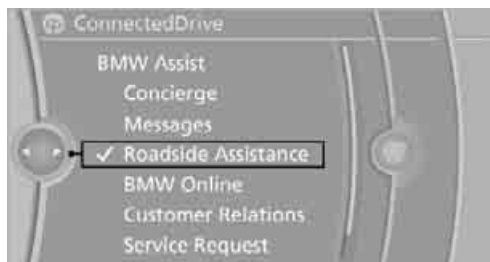 ConnectedDrive
BMW Assist
Concierge
Messages
Roadside Assistance
BMW Online
Customer Relations
Service Request